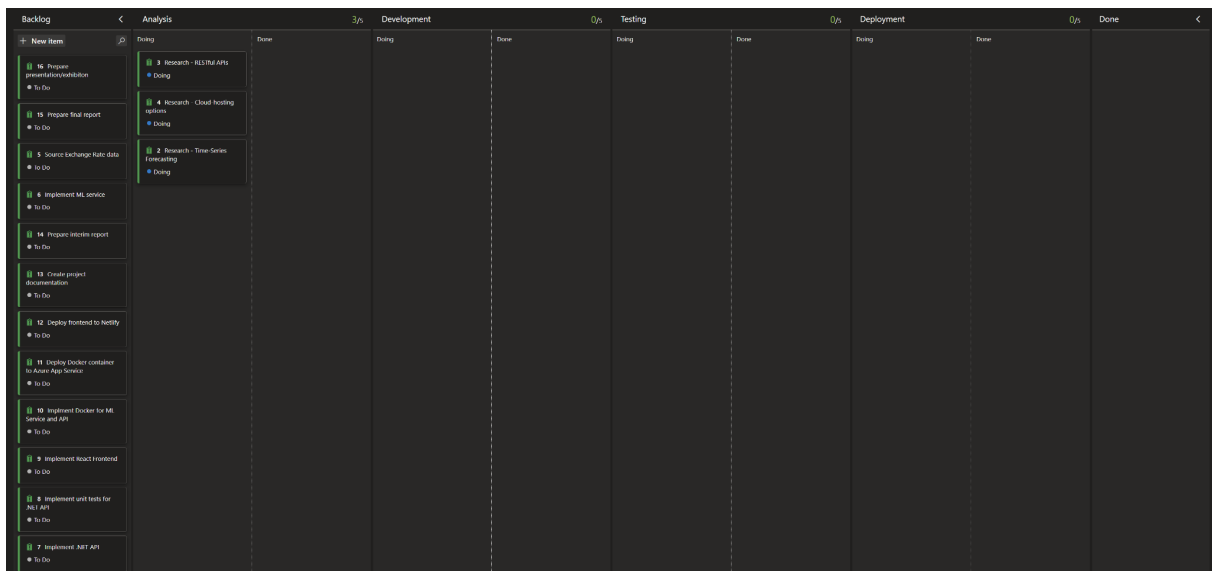 Backlog
Analysis
3/5
Development
0/5
Testing
0/5
Deployment
0/5
Done
+ New item
Doing
Done
Doing
Done
Doing
Done
Doing
Done
16 Prepare
presentation/exhibiton
To Do
15 Prepare final report
To Do
5 Source Exchange Rate data
To Do
6 Implement ML service
To Do
14 Prepare interim report
To Do
13 Create project
documentation
To Do
12 Deploy frontend to Netlify
To Do
11 Deploy Docker container
to Azure App Service
To Do
10 Implment Docker for ML
Service and API
To Do
9 Implement React Frontend
To Do
8 Implement unit tests for
.NET API
To Do
7 Implement .NET API
To Do
3 Research - RESTful APIs
Doing
4 Research - Cloud-hosting
options
Doing
2 Research - Time-Series
Forecasting
Doing